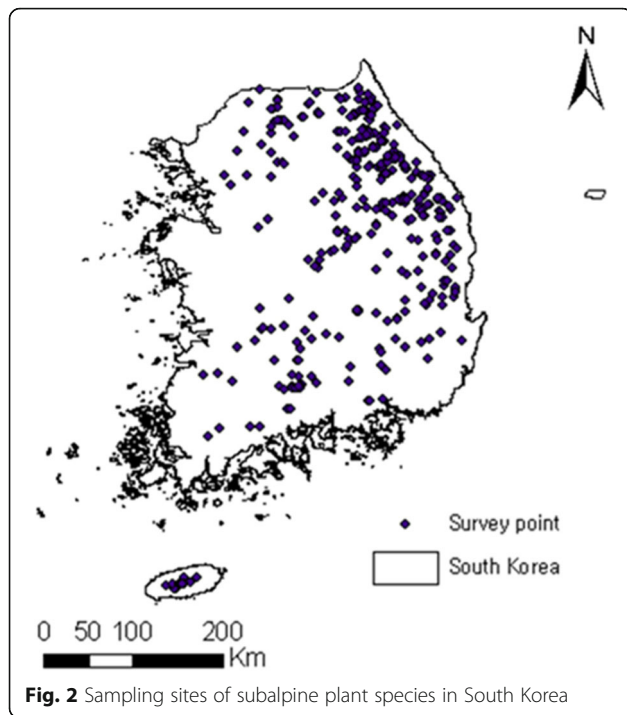 N
Survey point
South Korea
0 50 100 200
Km
Fig. 2 Sampling sites of subalpine plant species in South Korea